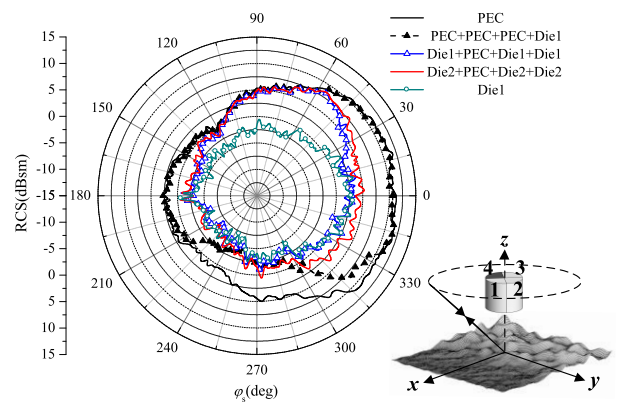 PEC
PEC+PEC+PEC+Die1
Die1+PEC+Die1+Die1
Die2+PEC+Die2+Die2
Die1
90
120
60
150
30
180
0
210
330
240
300
270
15
10
5
0
-5
-10
-15
-10
-5
0
5
10
15
RCS(dBsm)
φs(deg)
z
4 3
1 2
x
y